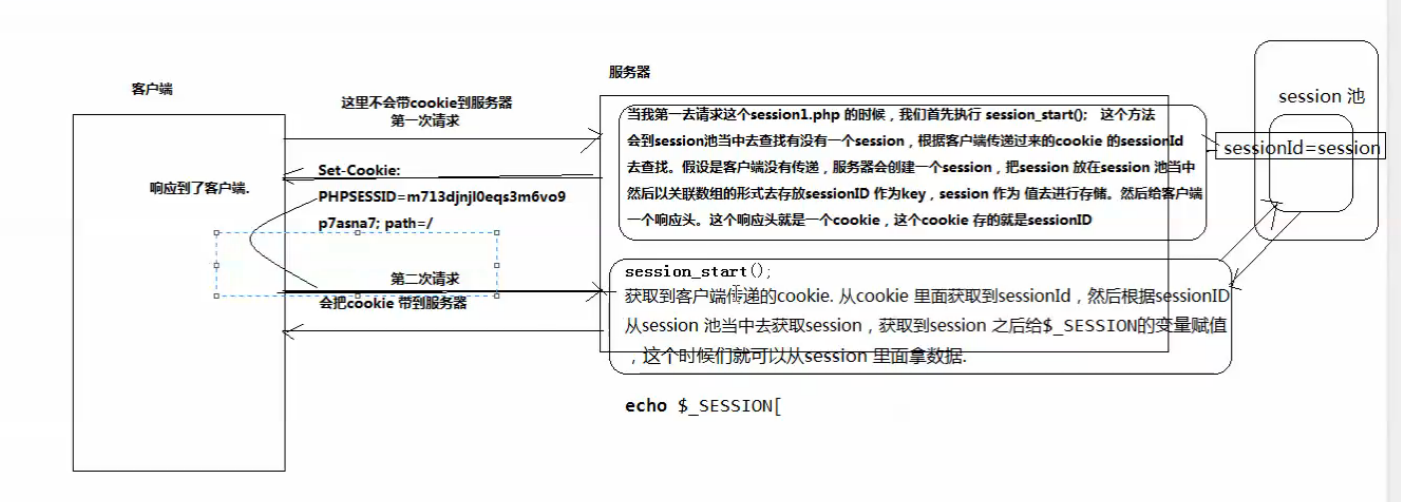 服务器
客户端
这里不会带cookie到服务器
第一次请求
当我第一去请求这个session1.php 的时候，我们首先执行 session_start(); 这个方法
会到session池当中去查找有没有一个session，根据客户端传递过来的cookie 的sessionId
去查找。假设是客户端没有传递，服务器会创建一个session，把session 放在session 池当中
然后以关联数组的形式去存放sessionID 作为key，session 作为 值去进行存储。然后给客户端
一个响应头。这个响应头就是一个cookie，这个cookie 存的就是sessionID
session 池
sessionId=session
Set-Cookie:
PHPSESSID=m713djnjl0eqs3m6vo9
p7asna7; path=/
响应到了客户端.
第二次请求
会把cookie 带到服务器
session_start();
获取到客户端传递的cookie. 从cookie 里面获取到sessionId，然后根据sessionID
从session 池当中去获取session，获取到session 之后给$_SESSION的变量赋值
，这个时候们就可以从session 里面拿数据.
echo $_SESSION[